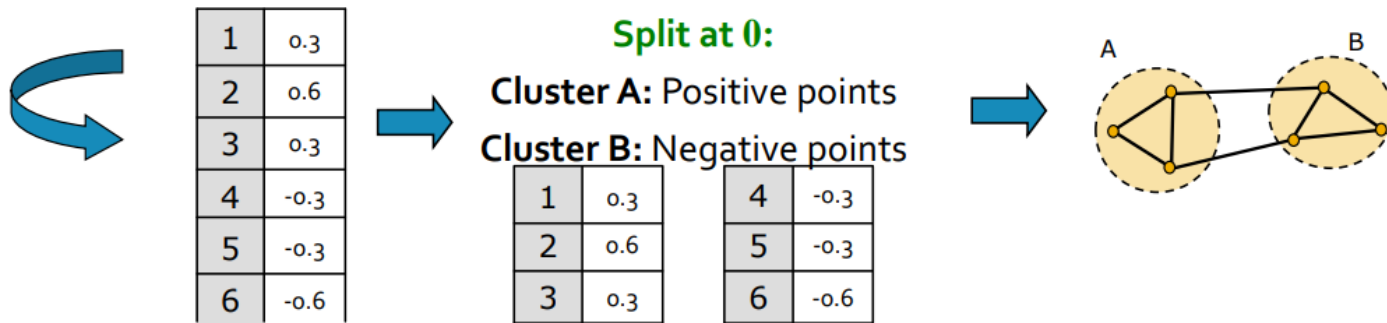 1 0.3
2 0.6
3 0.3
4 -0.3
5 -0.3
6 -0.6
Split at 0:
Cluster A: Positive points
Cluster B: Negative points
1 0.3
2 0.6
3 0.3
4 -0.3
5 -0.3
6 -0.6
A
B